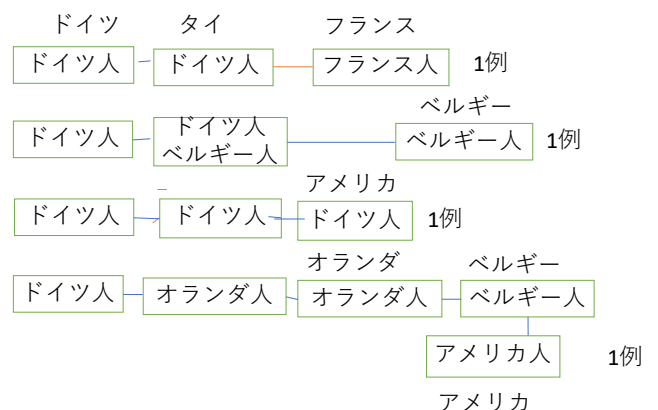 ドイツ タイ フランス
ドイツ人 ドイツ人 フランス人 1例
ベルギー
ドイツ人 ドイツ人 ベルギー人 ベルギー人 1例
アメリカ
ドイツ人 ドイツ人 ドイツ人 1例
オランダ ベルギー
ドイツ人 オランダ人 オランダ人 ベルギー人
アメリカ人 1例
アメリカ